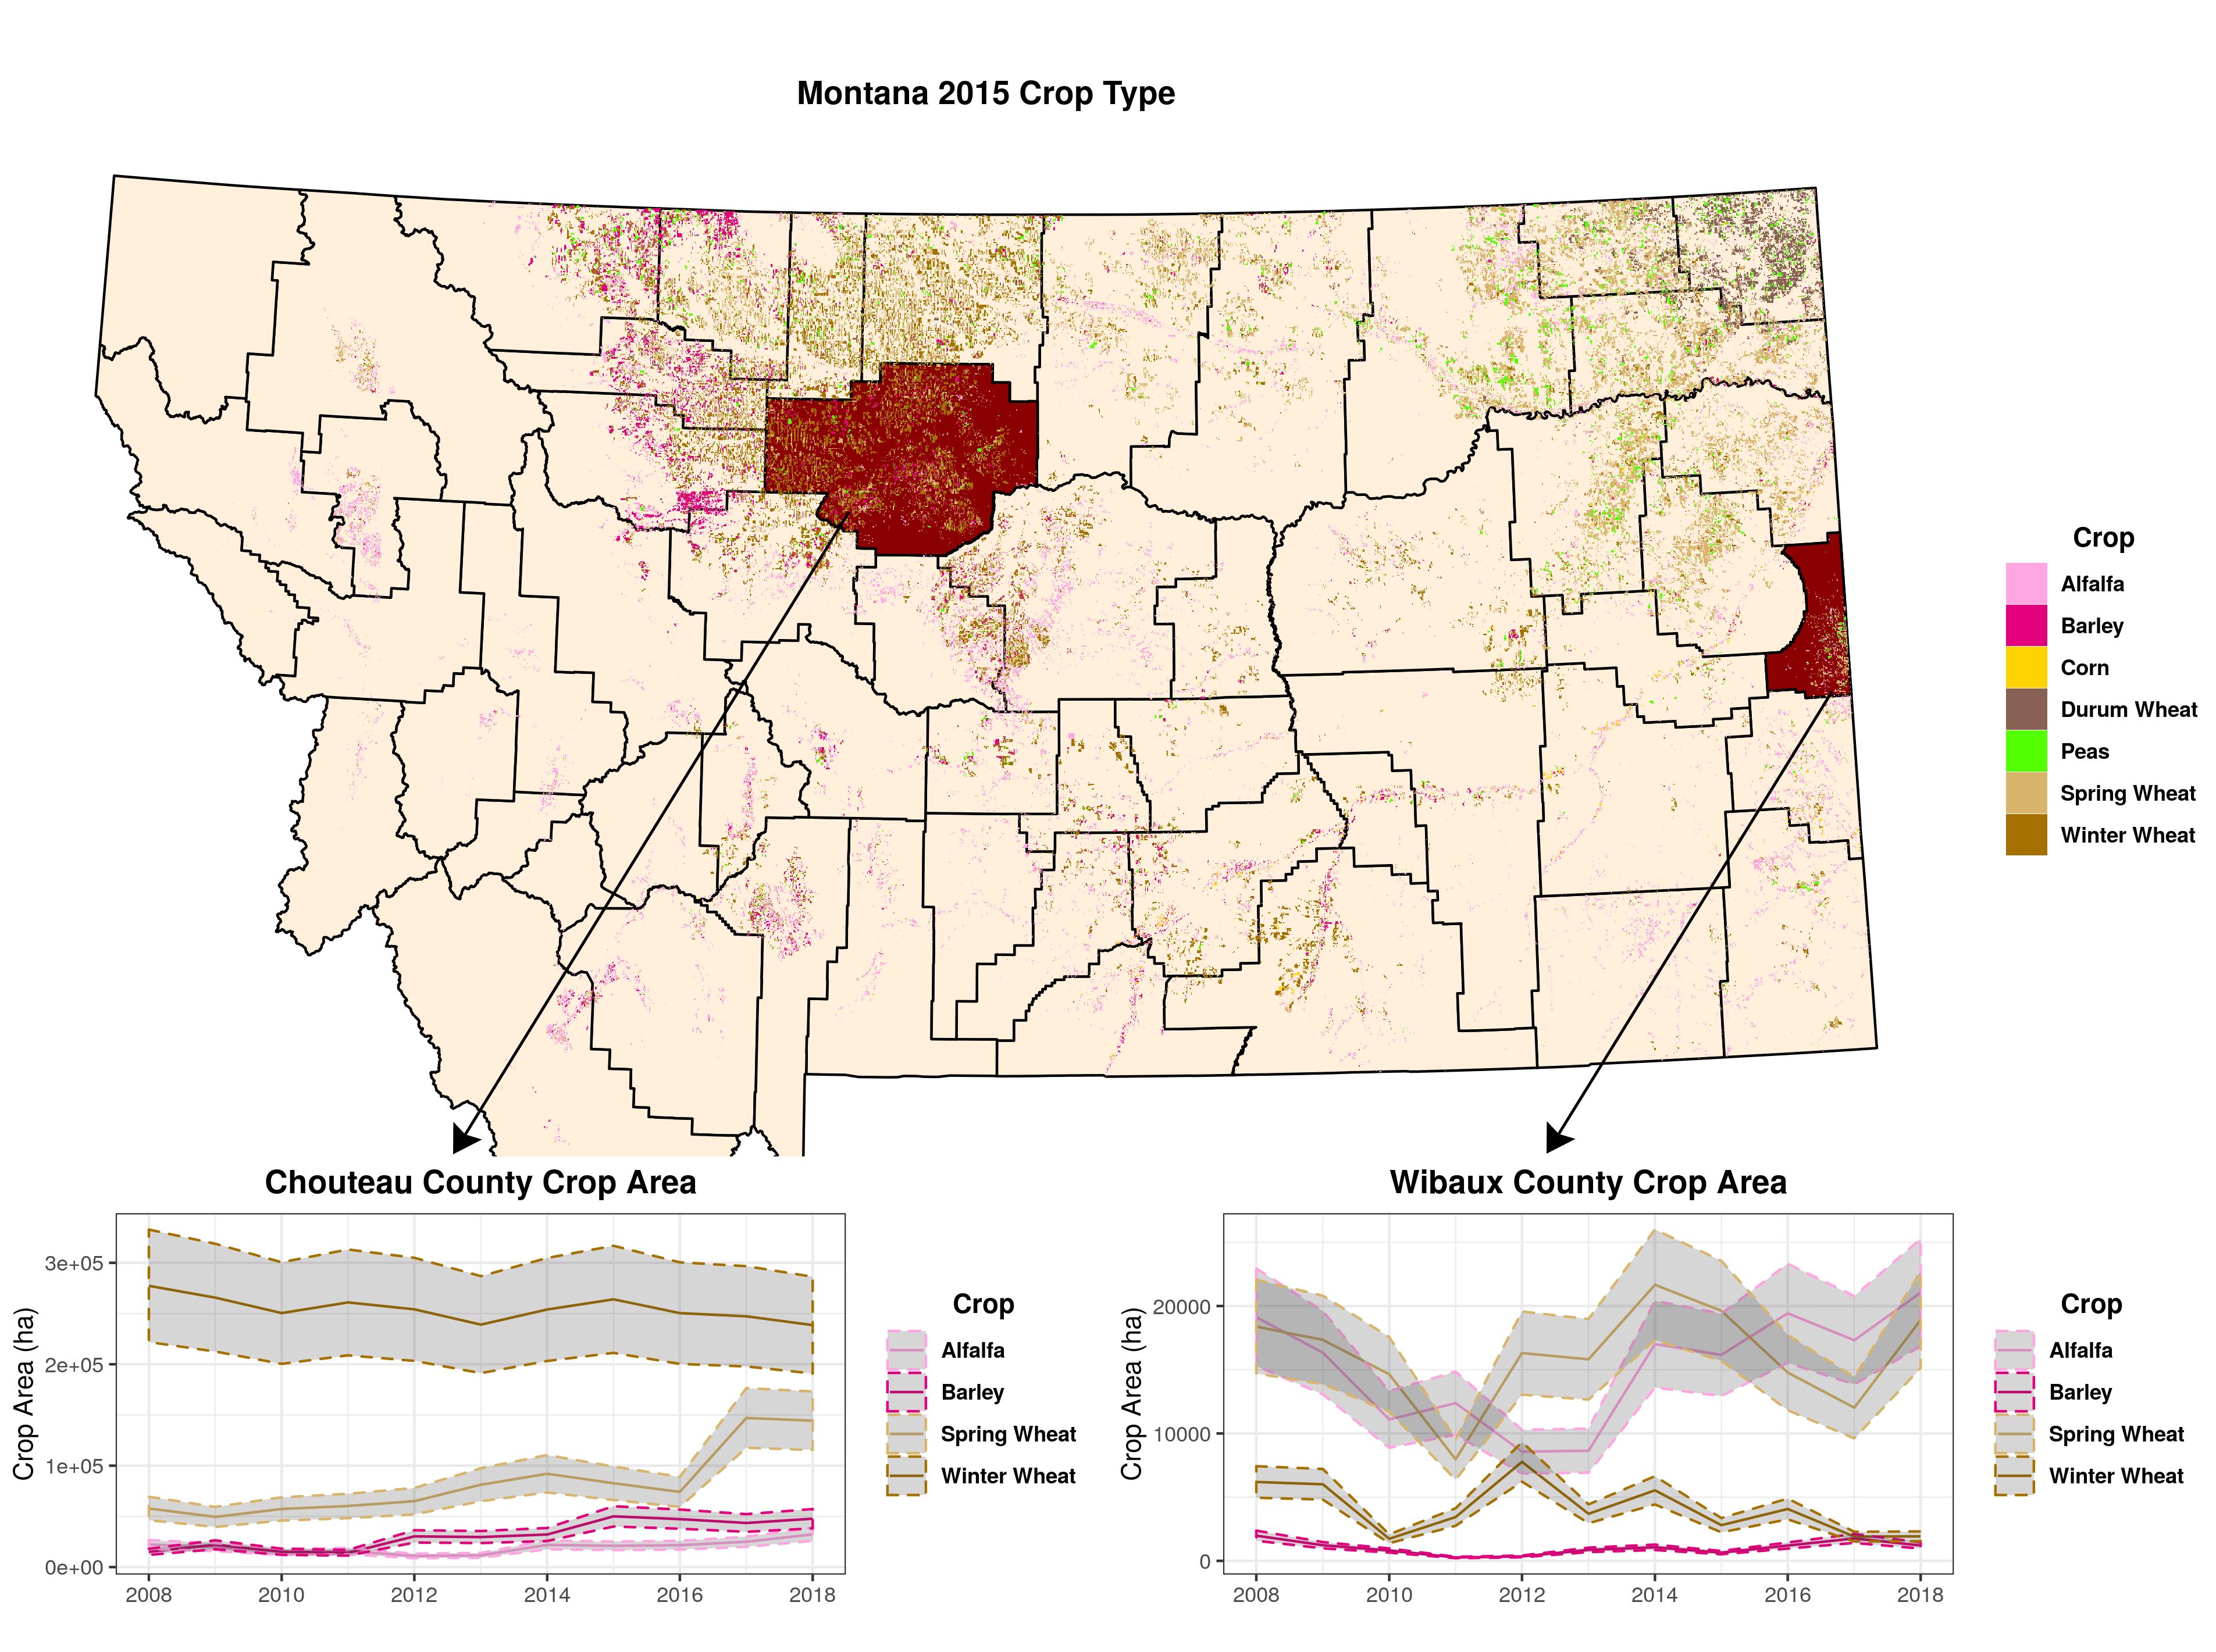 Montana 2015 Crop Type
Crop
Alfalfa
Barley
Corn
Durum Wheat
Peas
Spring Wheat
Winter Wheat
Chouteau County Crop Area
Crop Area (ha)
3e+05
2e+05
1e+05
0e+00
2008 2010 2012 2014 2016 2018
Crop
Alfalfa
Barley
Spring Wheat
Winter Wheat
Wibaux County Crop Area
Crop Area (ha)
20000
10000
0
2008 2010 2012 2014 2016 2018
Crop
Alfalfa
Barley
Spring Wheat
Winter Wheat